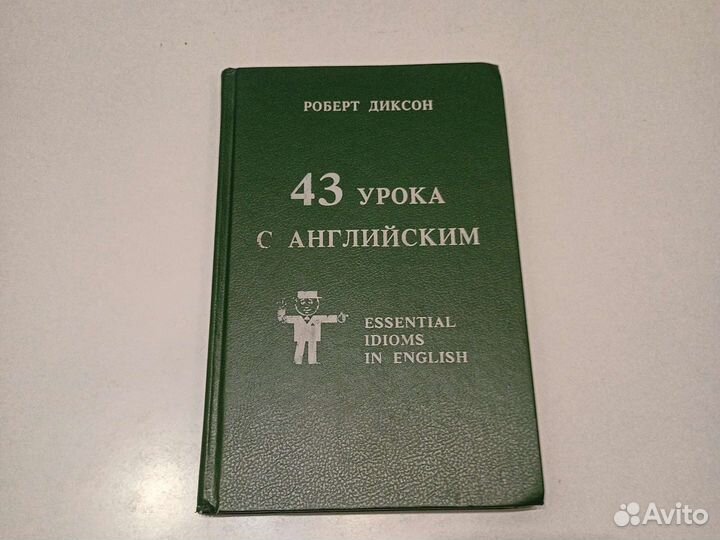 РОБЕРТ ДИКСОН
43 УРОКА
С АНГЛИЙСКИМ
ESSENTIAL
IDIOMS
IN ENGLISH
Avito